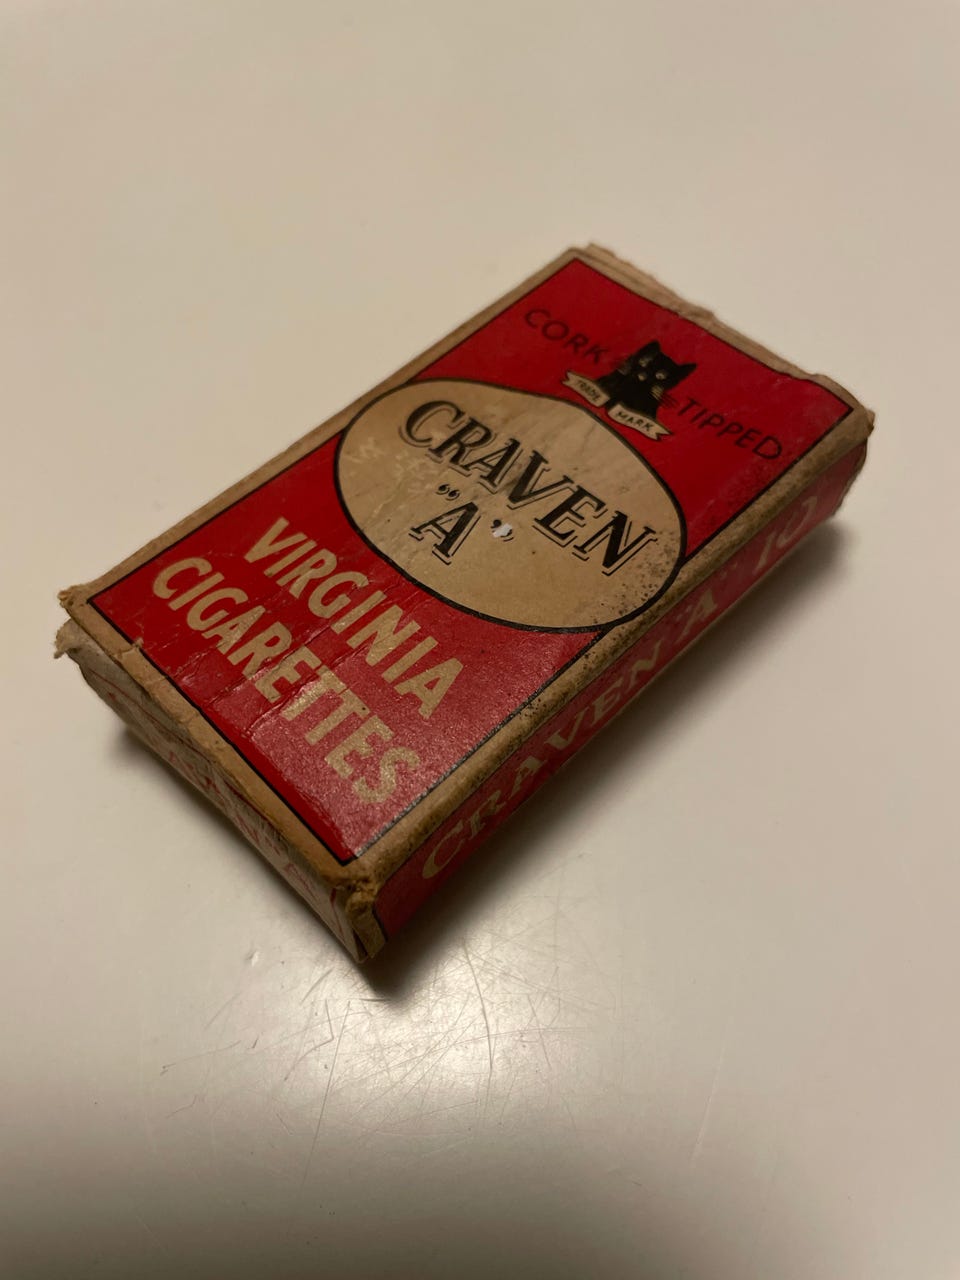 CORK TIPPED
TRADE MARK
CRAVEN
"A"
VIRGINIA
CIGARETTES
CRAVEN "A" 10